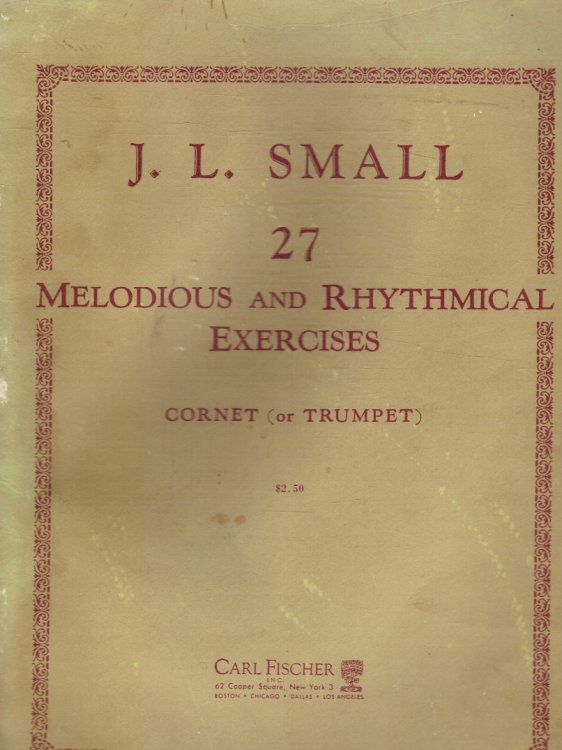 J. L. SMALL
27
MELODIOUS AND RHYTHMICAL
EXERCISES
CORNET (or TRUMPET)
$2.50
CARL FISCHER
INC.
62 Cooper Square, New York 3
BOSTON • CHICAGO • DALLAS • LOS ANGELES